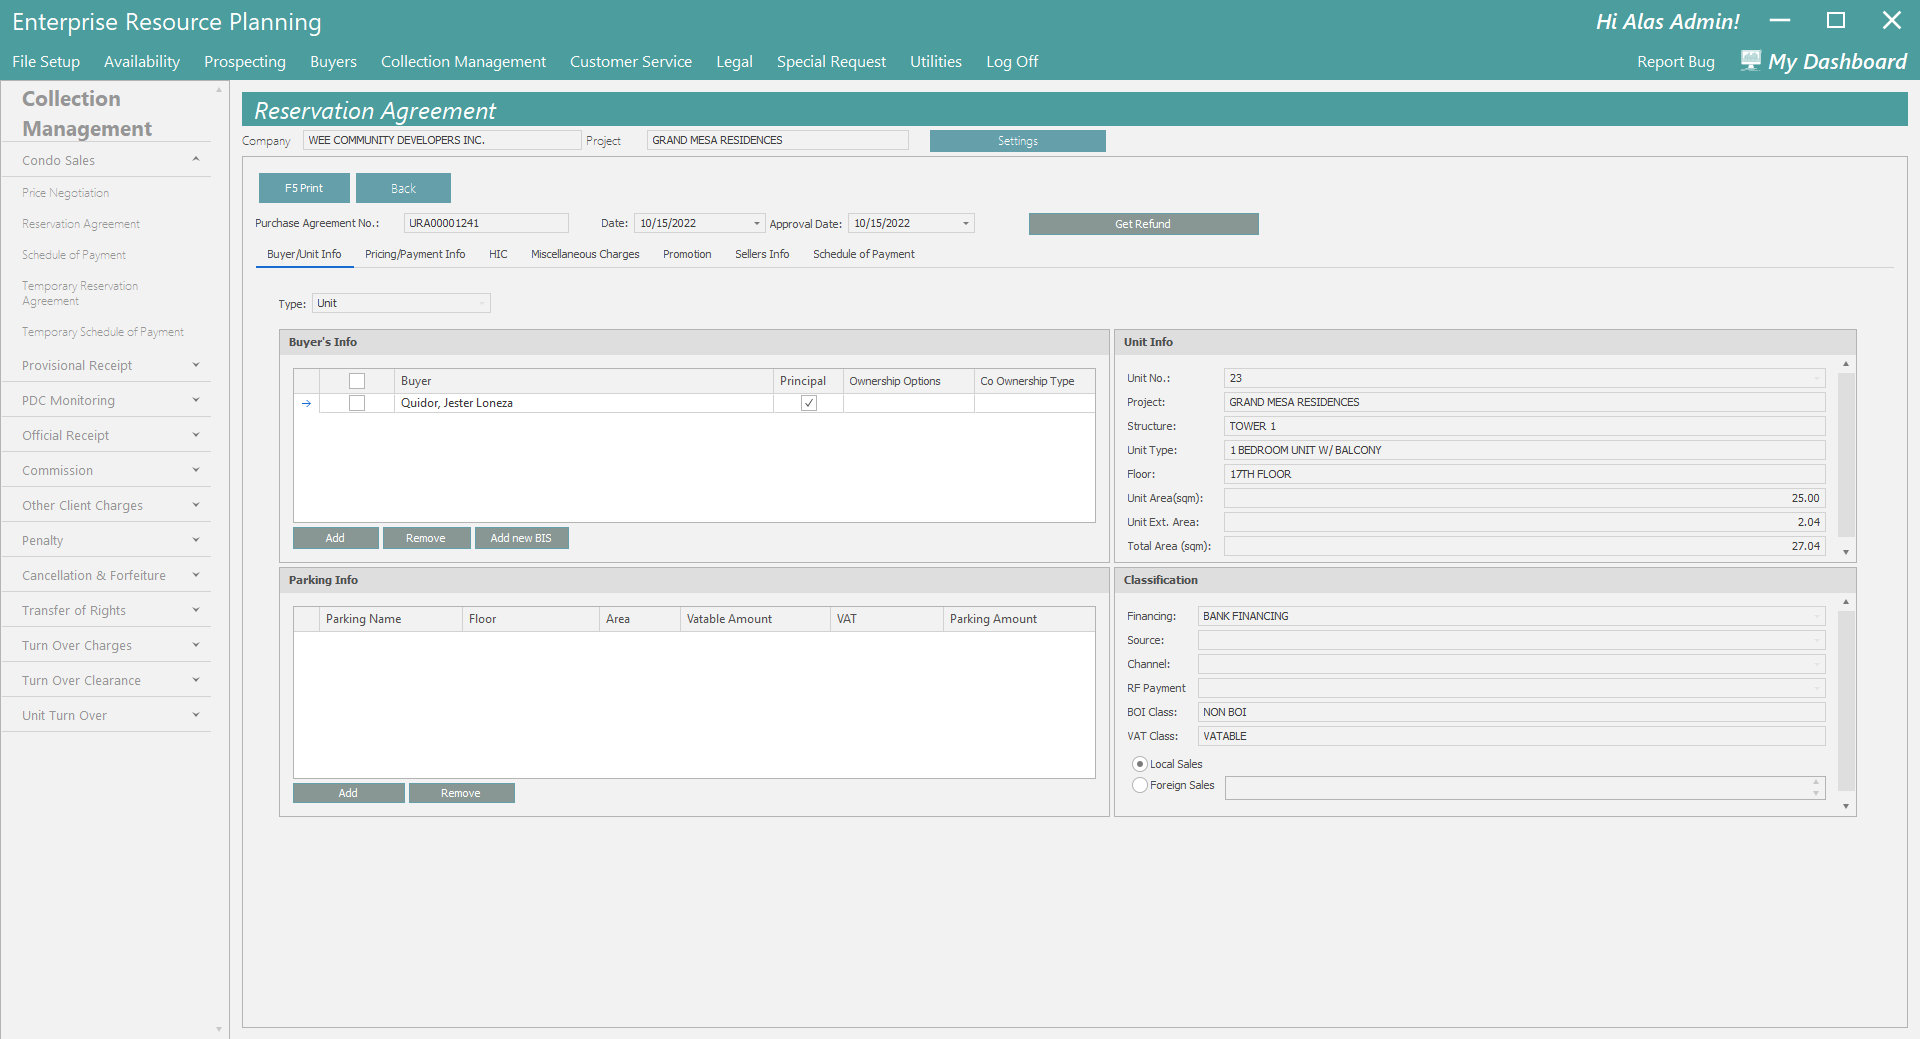 Enterprise Resource Planning
Hi Alas Admin!
File Setup Availability Prospecting Buyers Collection Management Customer Service Legal Special Request Utilities Log Off Report Bug My Dashboard
Collection
Management
Condo Sales
Price Negotiation
Reservation Agreement
Schedule of Payment
Temporary Reservation
Agreement
Temporary Schedule of Payment
Provisional Receipt
PDC Monitoring
Official Receipt
Commission
Other Client Charges
Penalty
Cancellation & Forfeiture
Transfer of Rights
Turn Over Charges
Turn Over Clearance
Unit Turn Over
Reservation Agreement
Company WEE COMMUNITY DEVELOPERS INC. Project GRAND MESA RESIDENCES Settings
F5 Print Back
Purchase Agreement No.: URA00001241 Date: 10/15/2022 Approval Date: 10/15/2022 Get Refund
Buyer/Unit Info Pricing/Payment Info HIC Miscellaneous Charges Promotion Sellers Info Schedule of Payment
Type: Unit
Buyer's Info
Buyer Principal Ownership Options Co Ownership Type
Quidor, Jester Loneza
Add Remove Add new BIS
Unit Info
Unit No.: 23
Project: GRAND MESA RESIDENCES
Structure: TOWER 1
Unit Type: 1 BEDROOM UNIT W/ BALCONY
Floor: 17TH FLOOR
Unit Area(sqm): 25.00
Unit Ext. Area: 2.04
Total Area (sqm): 27.04
Parking Info
Parking Name Floor Area Vatable Amount VAT Parking Amount
Add Remove
Classification
Financing: BANK FINANCING
Source:
Channel:
RF Payment
BOI Class: NON BOI
VAT Class: VATABLE
Local Sales
Foreign Sales